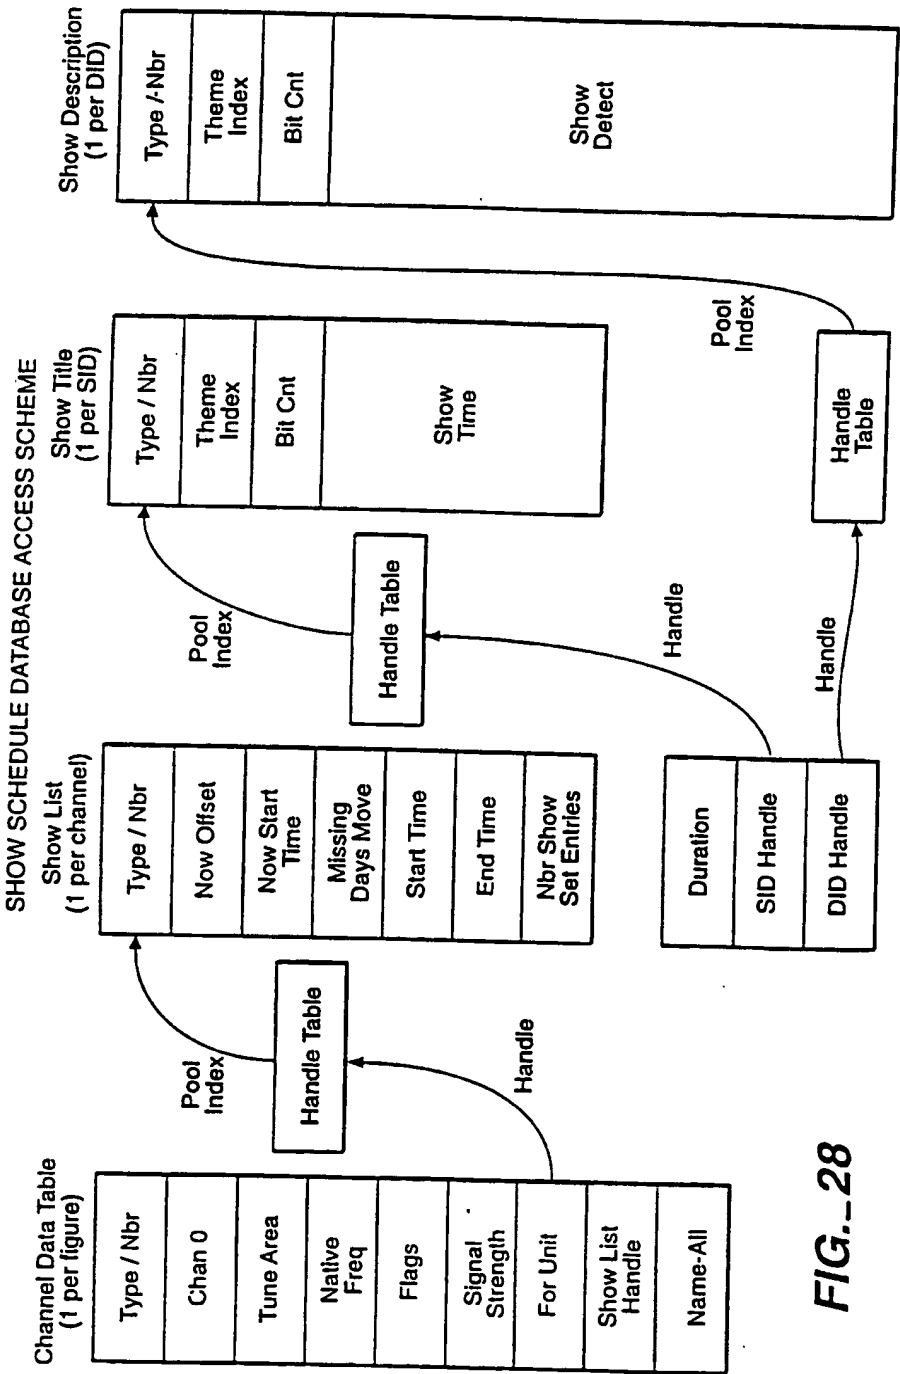 SHOW SCHEDULE DATABASE ACCESS SCHEME
Channel Data Table
(1 per figure)
Type / Nbr
Chan 0
Tune Area
Native
Freq
Flags
Signal
Strength
For Unit
Show List
Handle
Name-All
Handle
Handle Table
Pool
Index
Show List
(1 per channel)
Type / Nbr
Now Offset
Now Start
Time
Missing
Days Move
Start Time
End Time
Nbr Show
Set Entries
Duration
SID Handle
DID Handle
Handle
Handle Table
Pool
Index
Show Title
(1 per SID)
Type / Nbr
Theme
Index
Bit Cnt
Show
Time
Handle
Handle
Table
Pool
Index
Show Description
(1 per DID)
Type /-Nbr
Theme
Index
Bit Cnt
Show
Detect
FIG._28